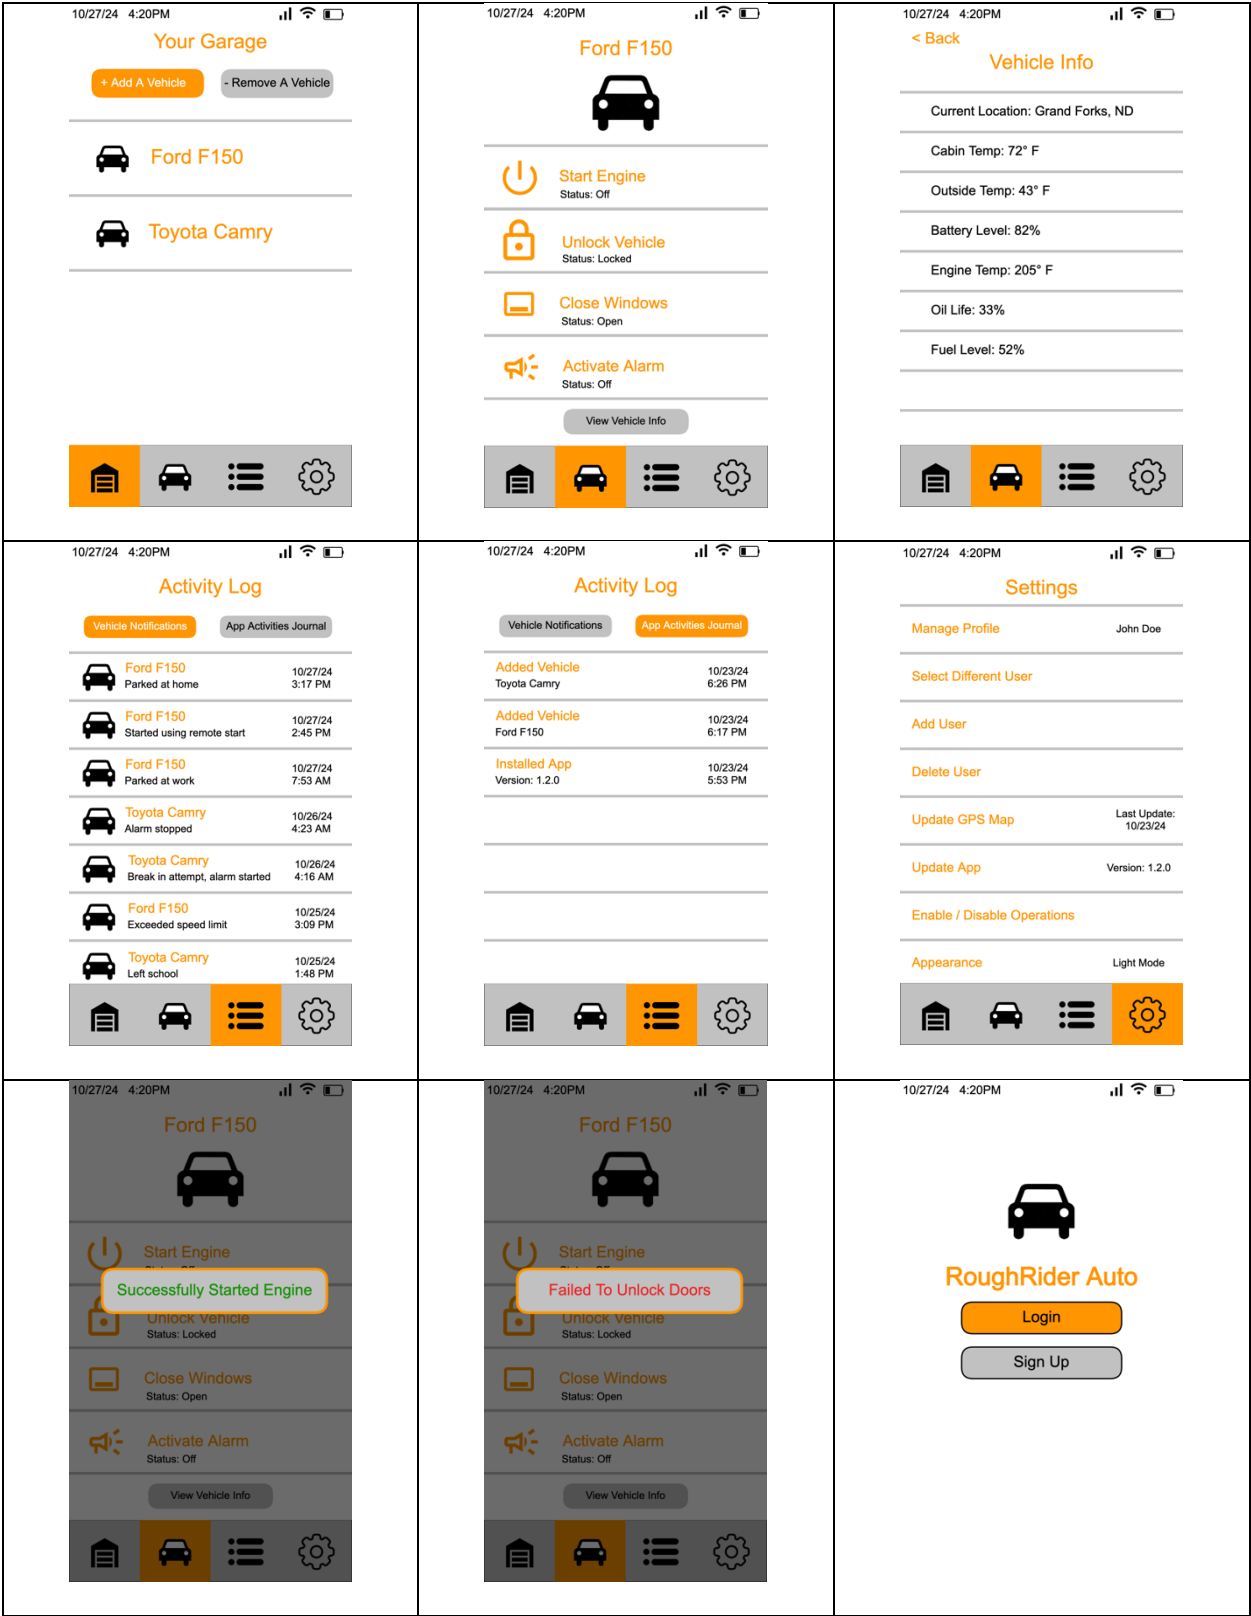 10/27/24 4:20PM
Your Garage
+ Add A Vehicle
- Remove A Vehicle
Ford F150
Toyota Camry
10/27/24 4:20PM
Ford F150
Start Engine
Status: Off
Unlock Vehicle
Status: Locked
Close Windows
Status: Open
Activate Alarm
Status: Off
View Vehicle Info
10/27/24 4:20PM
< Back
Vehicle Info
Current Location: Grand Forks, ND
Cabin Temp: 72° F
Outside Temp: 43° F
Battery Level: 82%
Engine Temp: 205° F
Oil Life: 33%
Fuel Level: 52%
10/27/24 4:20PM
Activity Log
Vehicle Notifications
App Activities Journal
Ford F150
Parked at home
10/27/24
3:17 PM
Ford F150
Started using remote start
10/27/24
2:45 PM
Ford F150
Parked at work
10/27/24
7:53 AM
Toyota Camry
Alarm stopped
10/26/24
4:23 AM
Toyota Camry
Break in attempt, alarm started
10/26/24
4:16 AM
Ford F150
Exceeded speed limit
10/25/24
3:09 PM
Toyota Camry
Left school
10/25/24
1:48 PM
10/27/24 4:20PM
Activity Log
Vehicle Notifications
App Activities Journal
Added Vehicle
Toyota Camry
10/23/24
6:26 PM
Added Vehicle
Ford F150
10/23/24
6:17 PM
Installed App
Version: 1.2.0
10/23/24
5:53 PM
10/27/24 4:20PM
Settings
Manage Profile
John Doe
Select Different User
Add User
Delete User
Update GPS Map
Last Update:
10/23/24
Update App
Version: 1.2.0
Enable / Disable Operations
Appearance
Light Mode
10/27/24 4:20PM
Ford F150
Start Engine
Successfully Started Engine
Unlock Vehicle
Status: Locked
Close Windows
Status: Open
Activate Alarm
Status: Off
View Vehicle Info
10/27/24 4:20PM
Ford F150
Start Engine
Failed To Unlock Doors
Unlock Vehicle
Status: Locked
Close Windows
Status: Open
Activate Alarm
Status: Off
View Vehicle Info
10/27/24 4:20PM
RoughRider Auto
Login
Sign Up